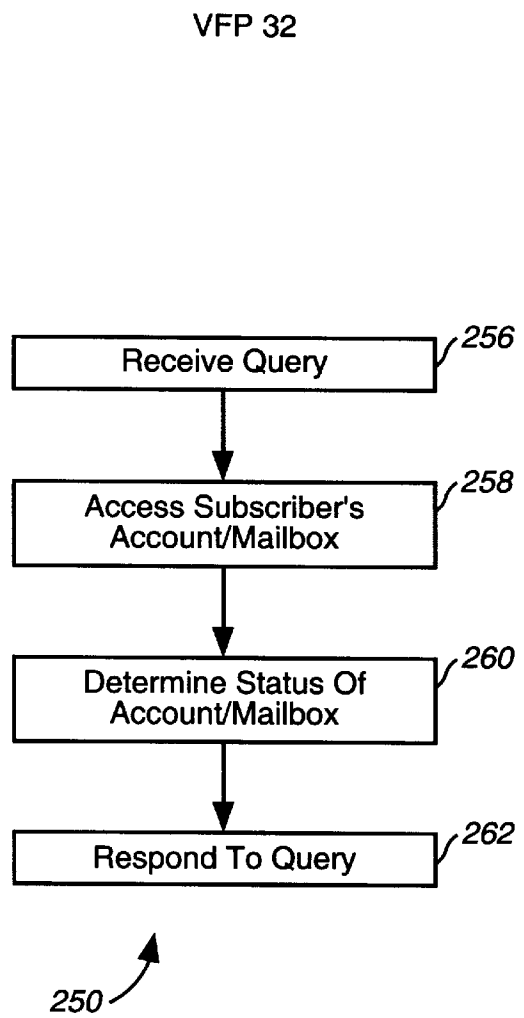 VFP 32
Receive Query
256
Access Subscriber's
Account/Mailbox
258
Determine Status Of
Account/Mailbox
260
Respond To Query
262
250